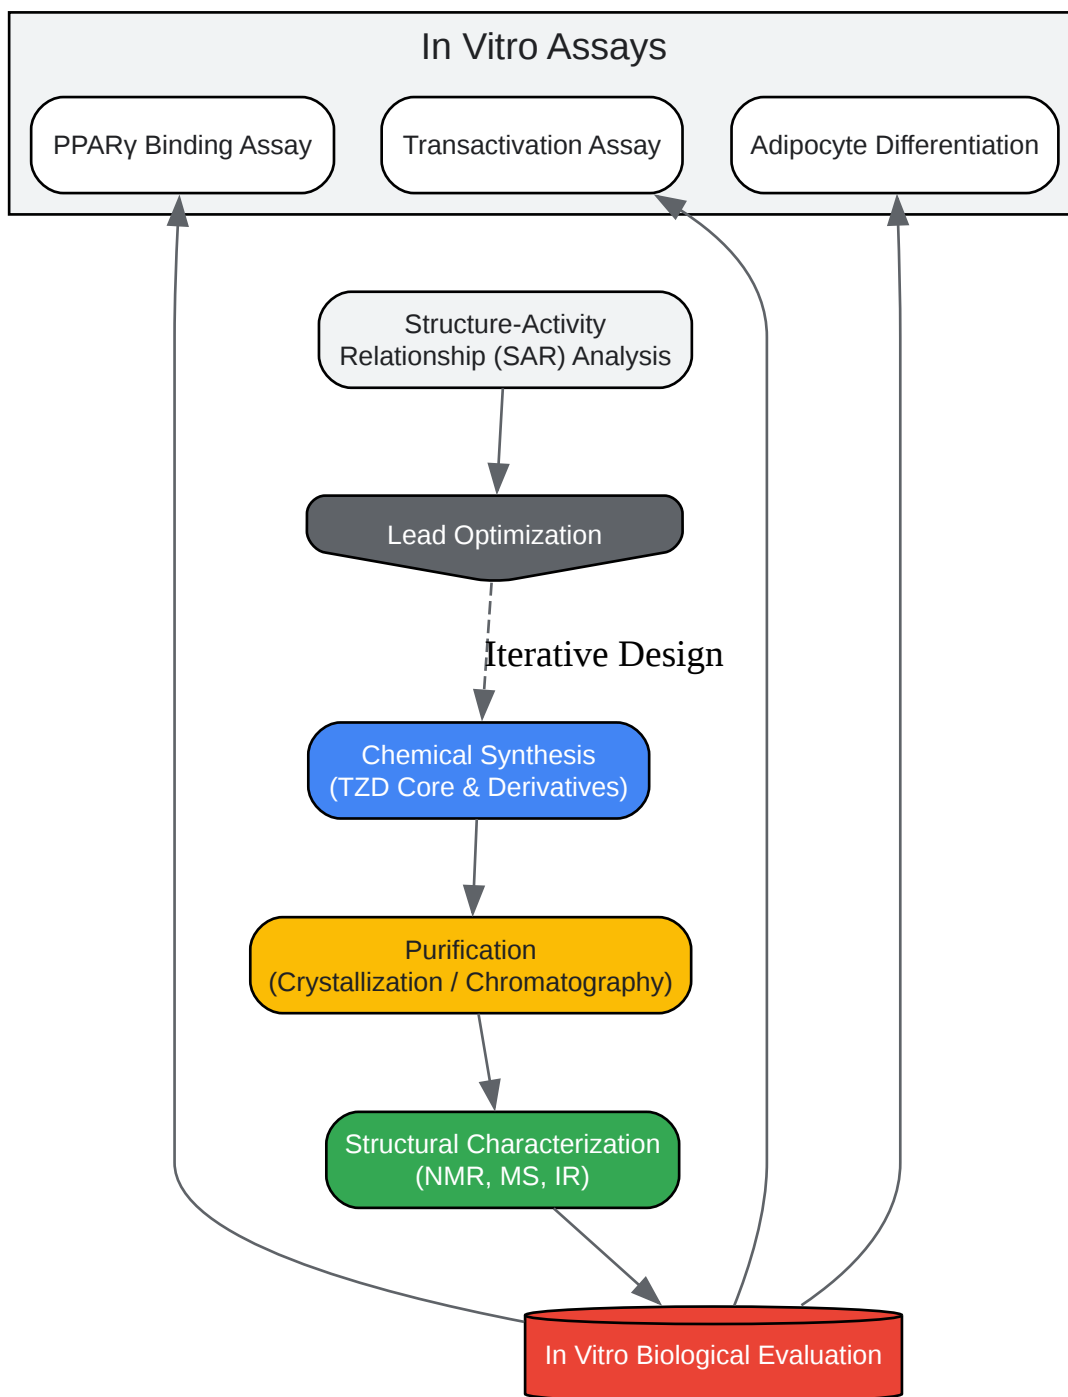 In Vitro Assays
PPARγ Binding Assay
Transactivation Assay
Adipocyte Differentiation
Structure-Activity
Relationship (SAR) Analysis
Lead Optimization
Iterative Design
Chemical Synthesis
(TZD Core & Derivatives)
Purification
(Crystallization / Chromatography)
Structural Characterization
(NMR, MS, IR)
In Vitro Biological Evaluation